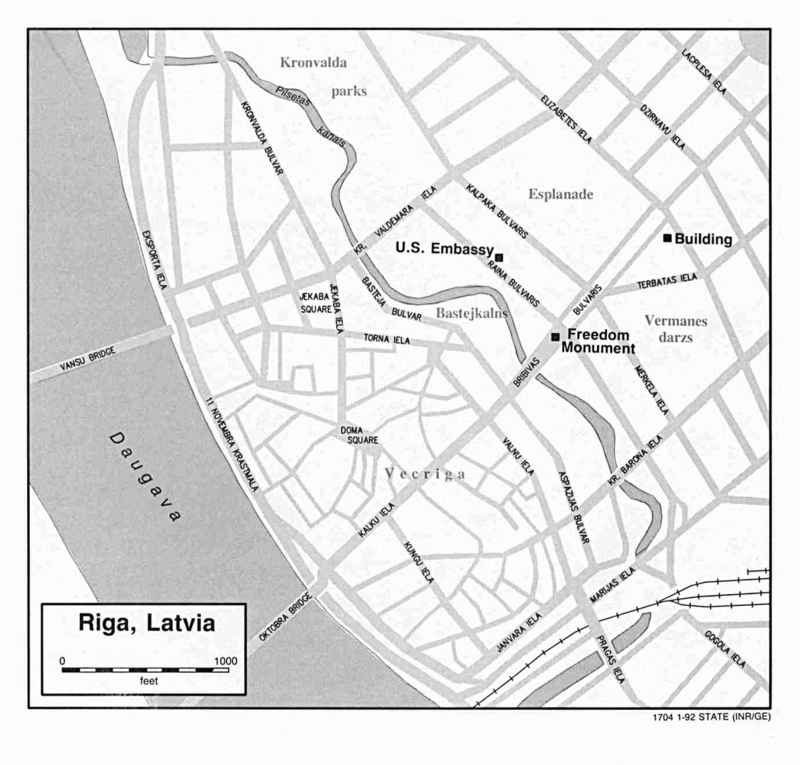 Kronvalda
parks
Pilsetas
kanals
LACPLESA IELA
DZIRNAVU IELA
ELIZABETES IELA
KRONVALDA BULVAR
KALPAKA BULVARIS
Esplanade
KR. VALDEMARA IELA
U.S. Embassy
Building
EKSPORTA IELA
RAINA BULVARIS
TERBATAS IELA
JEKABA
SQUARE
JEKABA IELA
BASTEJA BULVAR
Bastejkalns
BRIBIVAS BULVARIS
Vermanes
darzs
Freedom
Monument
TORNA IELA
VANSU BRIDGE
MERKELA IELA
11 NOVEMBRA KRASTMALA
DOMA
SQUARE
Daugava
Vecriga
VALNU IELA
ASPAZIJAS BULVAR
KR. BARONA IELA
KALKU IELA
KUNGU IELA
OKTOBRA BRIDGE
MARIJAS IELA
JANVARA IELA
PRAGAS IELA
GOGOLA IELA
Riga, Latvia
0 1000
feet
1704 1-92 STATE (INR/GE)